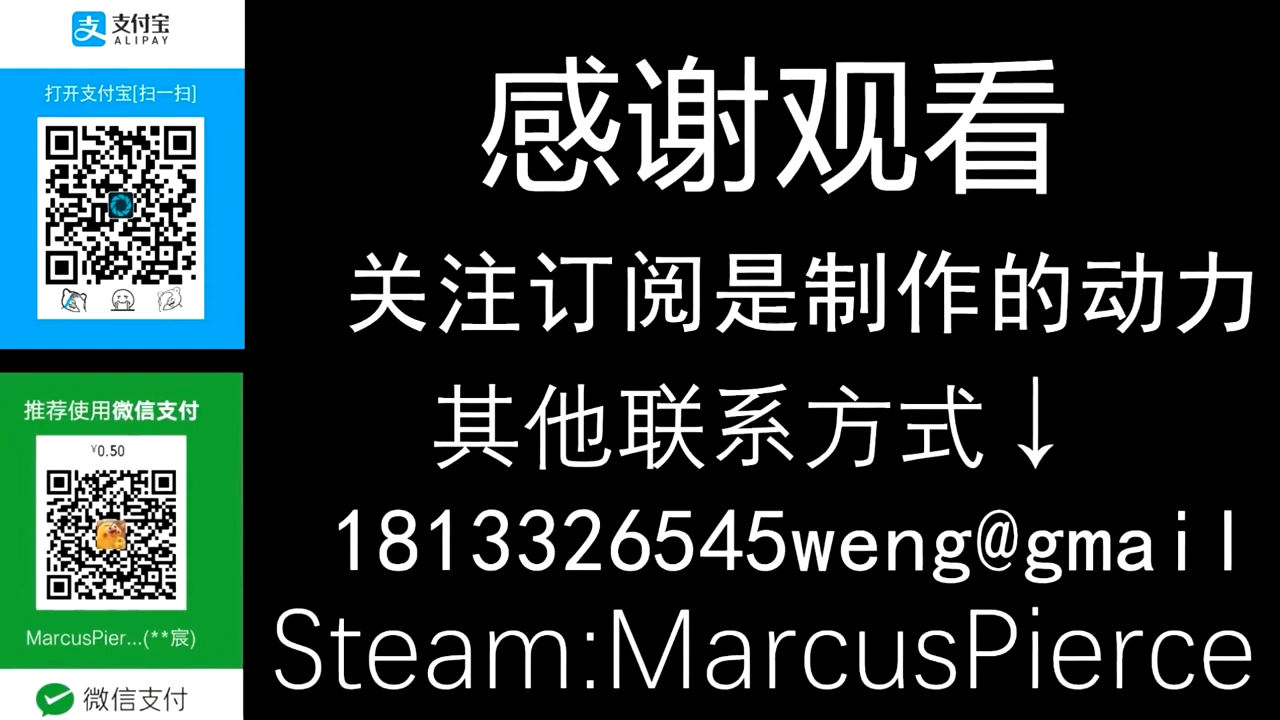 支付宝
ALIPAY
打开支付宝[扫一扫]
推荐使用微信支付
¥0.50
MarcusPier...(**宸)
微信支付
感谢观看
关注订阅是制作的动力
其他联系方式↓
1813326545weng@gmail
Steam:MarcusPierce